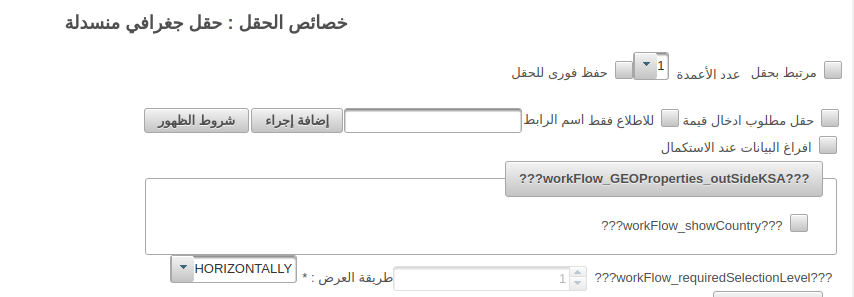 خصائص الحقل : حقل جغرافي منسدلة
مرتبط بحقل عدد الأعمدة 1 حفظ فورى للحقل
حقل مطلوب ادخال قيمة للاطلاع فقط اسم الرابط إضافة إجراء شروط الظهور
افراغ البيانات عند الاستكمال
???workFlow_GEOProperties_outSideKSA???
???workFlow_showCountry???
???workFlow_requiredSelectionLevel??? 1 طريقة العرض : * HORIZONTALLY